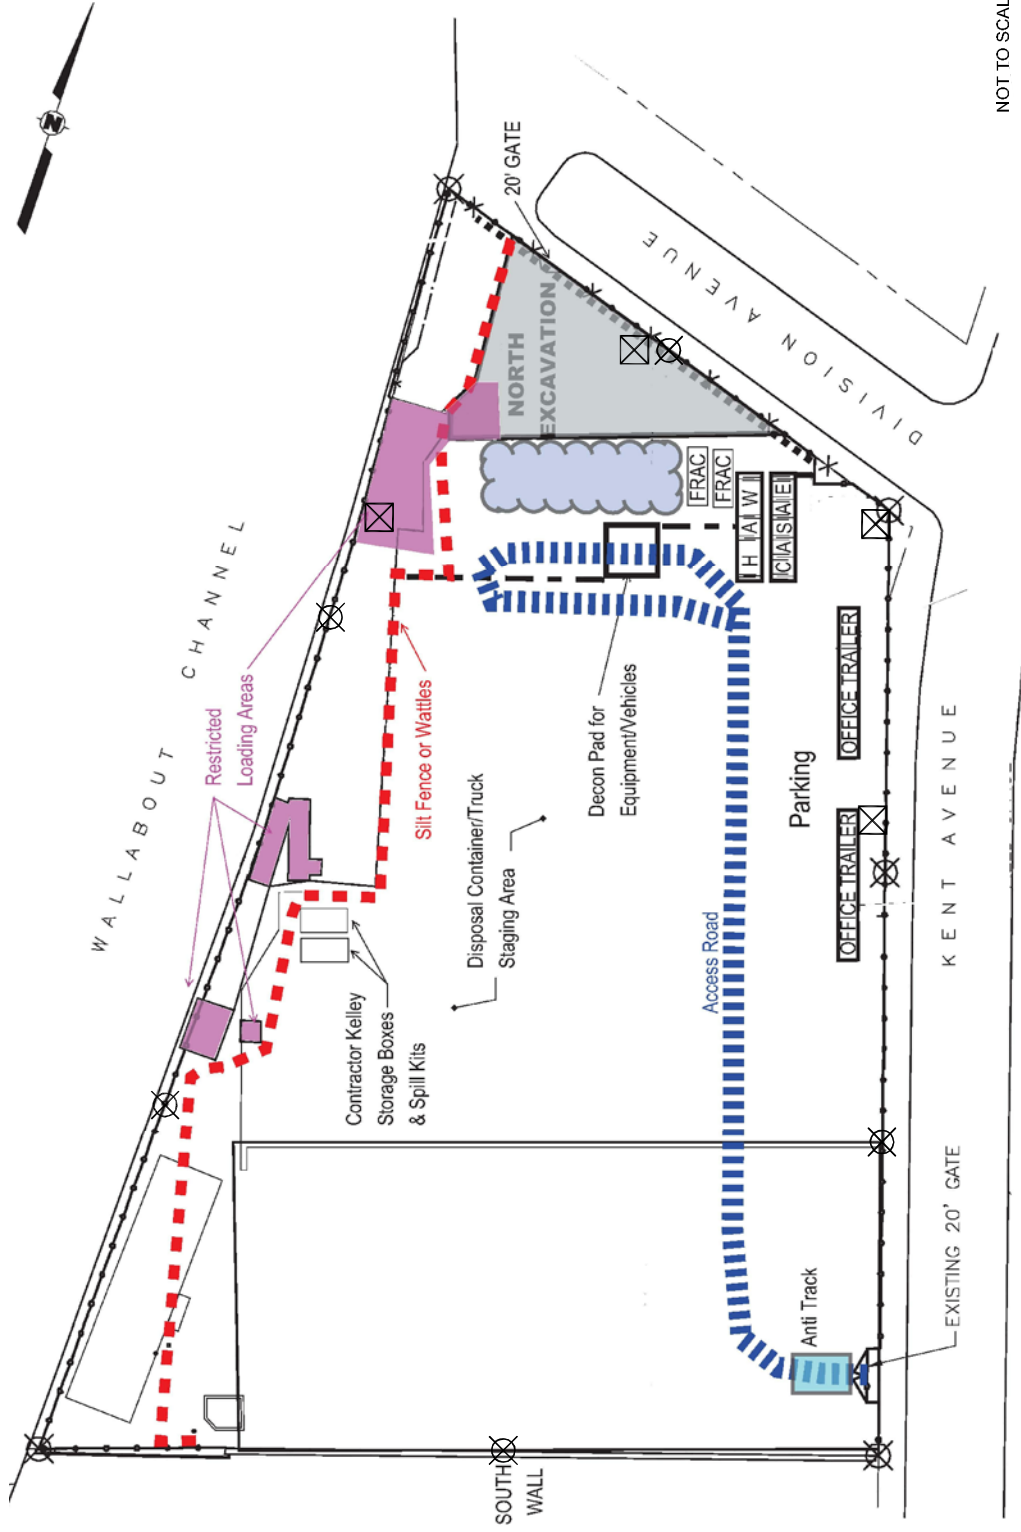 NOT TO SCAL
N
WALLABOUT CHANNEL
20' GATE
DIVISION AVENUE
NORTH
EXCAVATION
FRAC
FRAC
Restricted
Loading Areas
Silt Fence or Wattles
Decon Pad for
Equipment/Vehicles
OFFICE TRAILER
OFFICE TRAILER
Parking
KENT AVENUE
Disposal Container/Truck
Staging Area
Access Road
Contractor Kelley
Storage Boxes
& Spill Kits
Anti Track
EXISTING 20' GATE
SOUTH
WALL